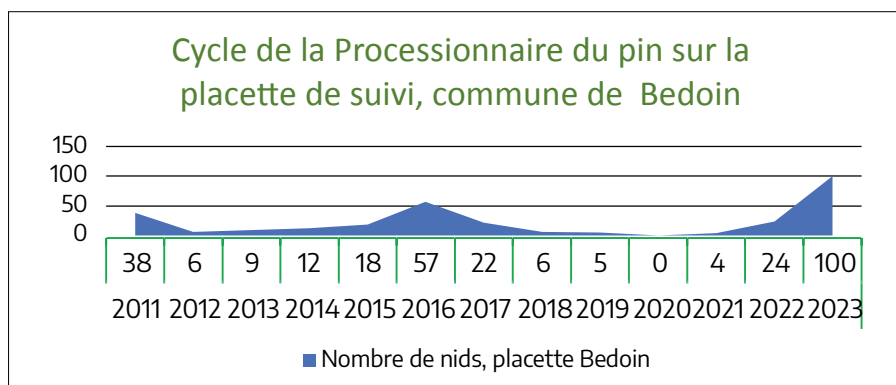 Cycle de la Processionnaire du pin sur la
placette de suivi, commune de Bedoin
150
100
50
0
38 6 9 12 18 57 22 6 5 0 4 24 100
2011 2012 2013 2014 2015 2016 2017 2018 2019 2020 2021 2022 2023
Nombre de nids, placette Bedoin